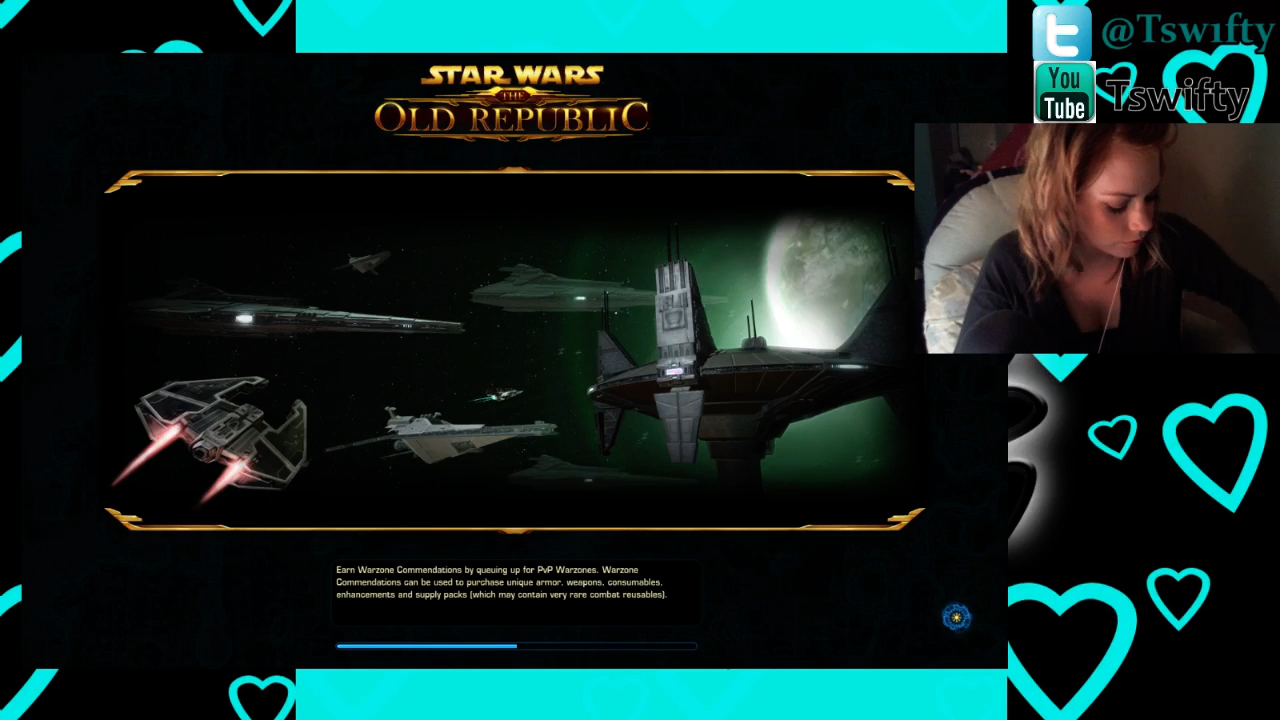 @Tsw1fty
You
Tube
Tswifty
STAR WARS
THE
OLD REPUBLIC
Earn Warzone Commendations by queuing up for PvP Warzones. Warzone
Commendations can be used to purchase unique armor, weapons, consumables,
enhancements and supply packs (which may contain very rare combat reusables).